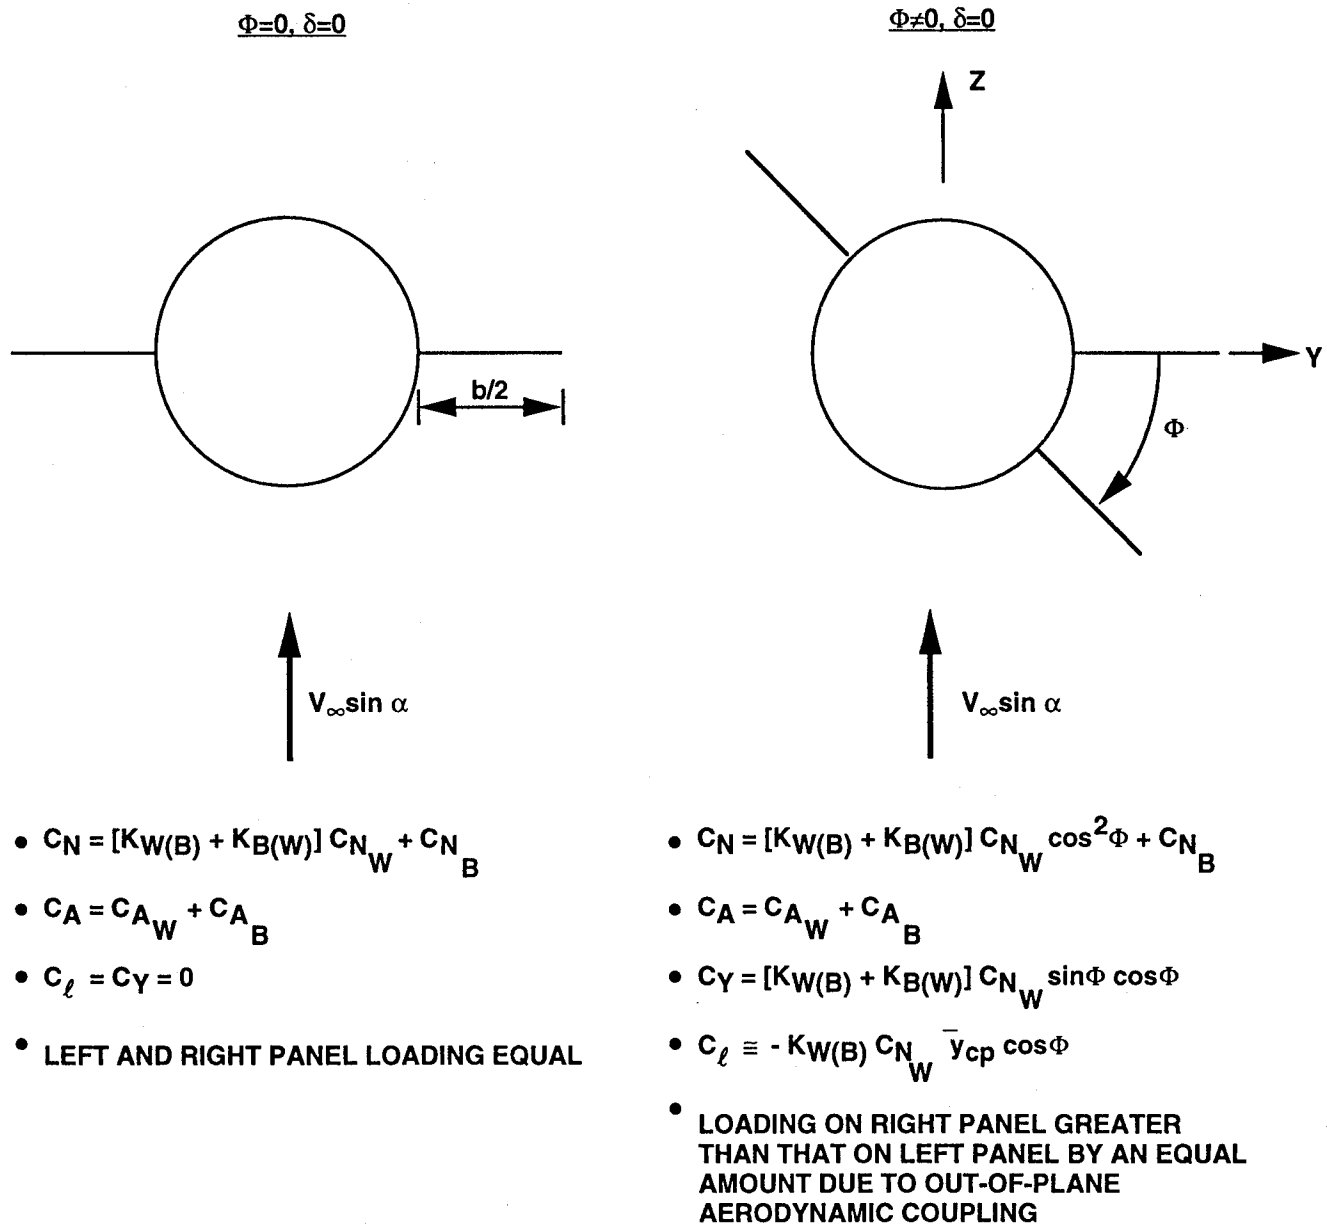 Φ=0, δ=0
b/2
V∞sin α
• CN = [KW(B) + KB(W)] CNW + CNB
• CA = CAW + CAB
• Cℓ = CY = 0
• LEFT AND RIGHT PANEL LOADING EQUAL
Φ≠0, δ=0
Z
Y
Φ
V∞sin α
• CN = [KW(B) + KB(W)] CNW cos²Φ + CNB
• CA = CAW + CAB
• CY = [KW(B) + KB(W)] CNW sinΦ cosΦ
• Cℓ ≅ - KW(B) CNW y̅cp cosΦ
• LOADING ON RIGHT PANEL GREATER
THAN THAT ON LEFT PANEL BY AN EQUAL
AMOUNT DUE TO OUT-OF-PLANE
AERODYNAMIC COUPLING